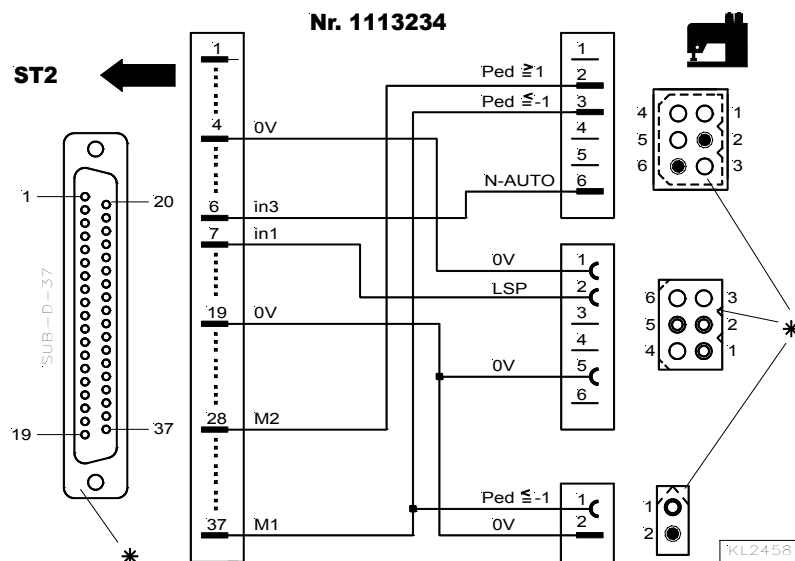 Nr. 1113234
ST2
1
20
SUB-D-37
19
37
1
4 0V
6 in3
7 in1
19 0V
28 M2
37 M1
Ped ≧1
Ped ≦-1
N-AUTO
1
2
3
4
5
6
0V
LSP
0V
1
2
3
4
5
6
Ped ≦-1
0V
1
2
4 1
5 2
6 3
6 3
5 2
4 1
1
2
KL2458